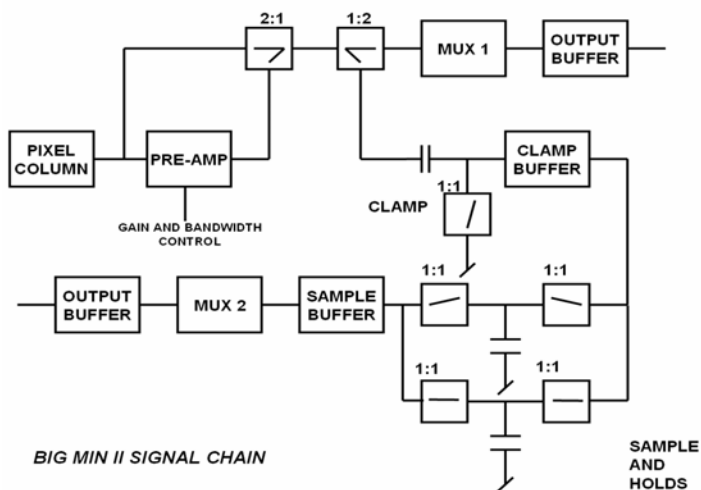 2:1
1:2
MUX 1
OUTPUT
BUFFER
PIXEL
COLUMN
PRE-AMP
GAIN AND BANDWIDTH
CONTROL
CLAMP
BUFFER
1:1
CLAMP
OUTPUT
BUFFER
MUX 2
SAMPLE
BUFFER
1:1
1:1
1:1
1:1
BIG MIN II SIGNAL CHAIN
SAMPLE
AND
HOLDS